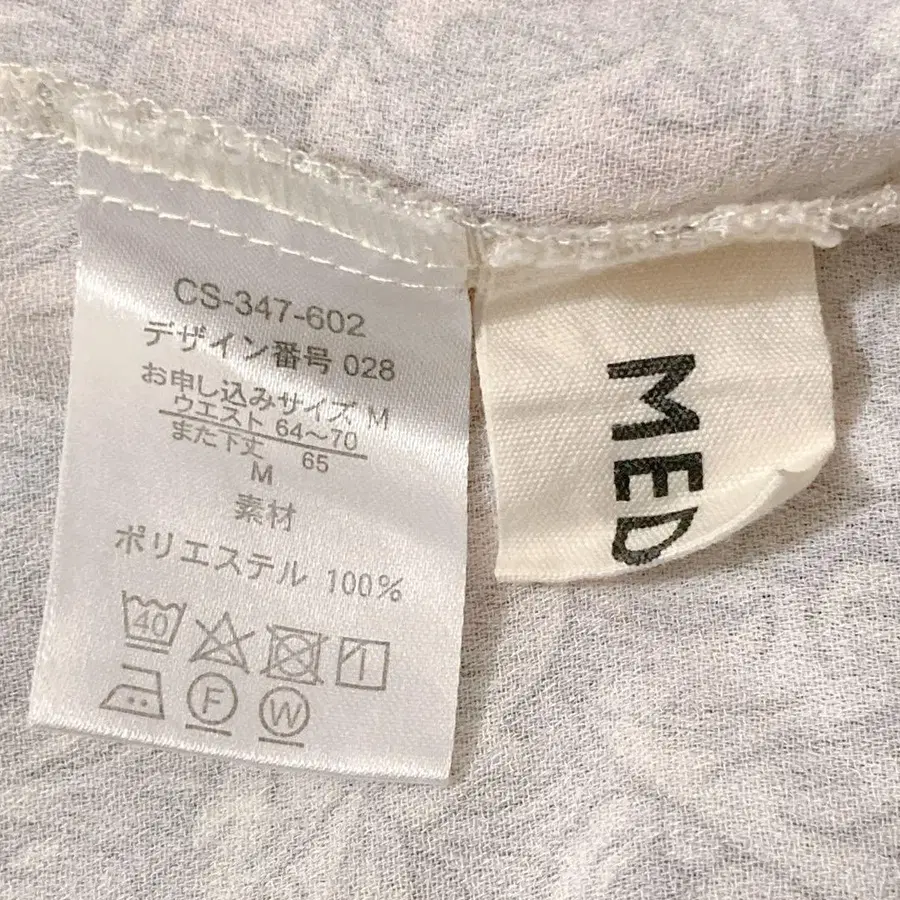 CS-347-602
デザイン番号 028
お申し込みサイズ M
ウエスト 64〜70
また下丈 65
M
素材
ポリエステル 100%
40
F
W
MED